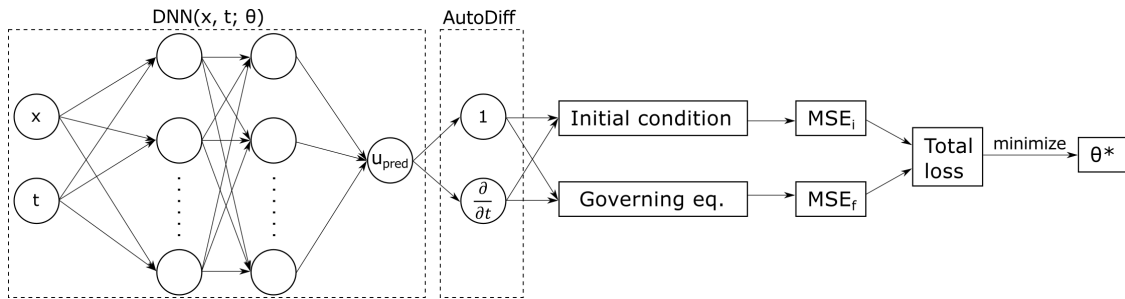 DNN(x, t; θ)
AutoDiff
x
t
u_pred
1
∂/∂t
Initial condition
Governing eq.
MSE_i
MSE_f
Total
loss
minimize
θ*